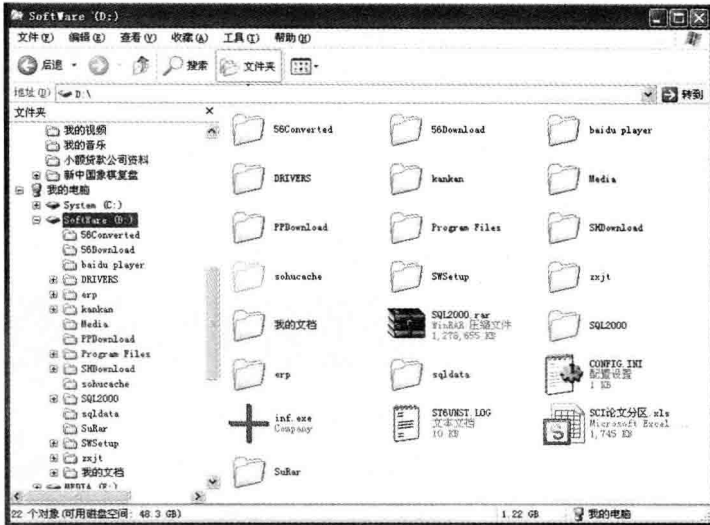 SoftWare (D:)
文件(F) 编辑(E) 查看(V) 收藏(A) 工具(T) 帮助(H)
后退 搜索 文件夹
地址(D) D:\ 转到
文件夹
我的视频
我的音乐
小额贷款公司资料
新中国象棋复盘
我的电脑
System (C:)
SoftWare (D:)
56Converted
56Download
baidu player
DRIVERS
erp
kankan
Media
PPDownload
Program Files
SHDownload
sohucache
SQL2000
sqldata
SuRar
SWSetup
zxjt
我的文档
MEDIA (E:)
56Converted 56Download baidu player
DRIVERS kankan Media
PPDownload Program Files SHDownload
sohucache SWSetup zxjt
我的文档 SQL2000.rar SQL2000
WinRAR 压缩文件
1,276,655 KB
erp sqldata CONFIG.INI
配置设置
1 KB
inf.exe ST6UNST.LOG SCI论文分区.xls
Company 文本文档 Microsoft Excel ...
10 KB 1,745 KB
SuRar
22 个对象(可用磁盘空间: 48.3 GB) 1.22 GB 我的电脑